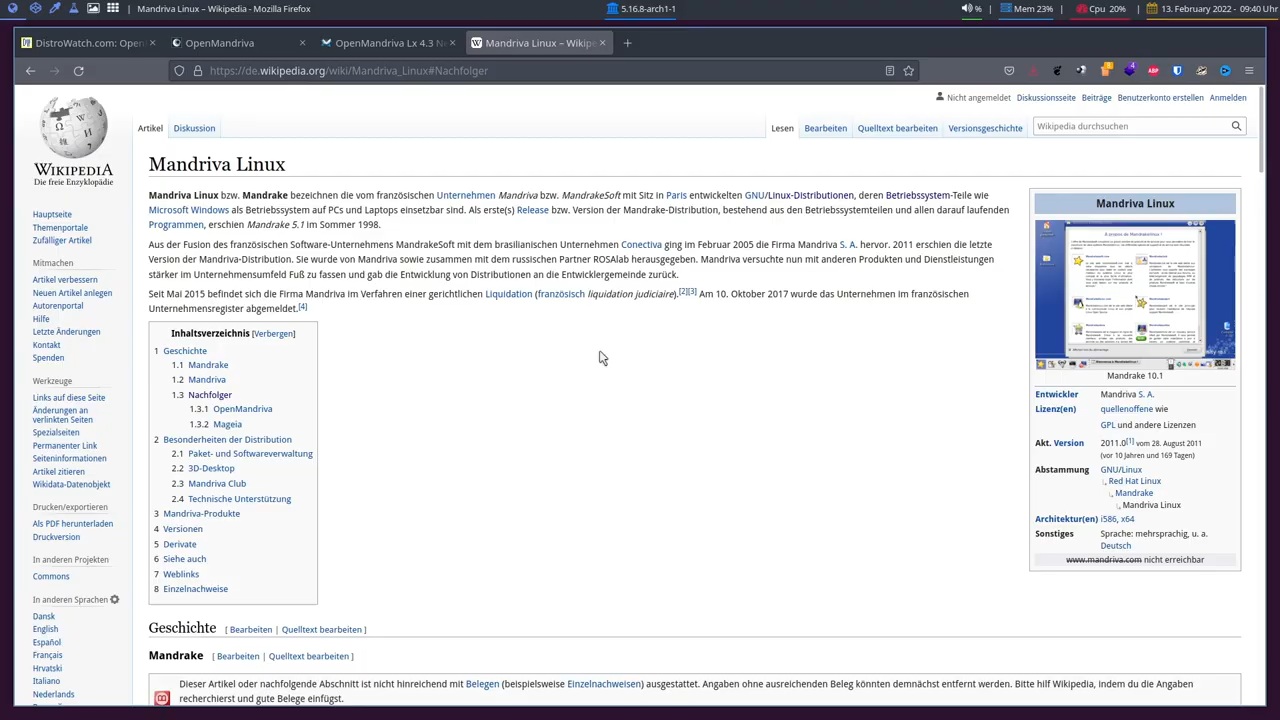 Mandriva Linux – Wikipedia - Mozilla Firefox
5.16.8-arch1-1
%
Mem 23%
Cpu 20%
13. February 2022 - 09:40 Uhr
DistroWatch.com: Open
OpenMandriva
OpenMandriva Lx 4.3 N
Mandriva Linux – Wikipe
https://de.wikipedia.org/wiki/Mandriva_Linux#Nachfolger
Nicht angemeldet Diskussionsseite Beiträge Benutzerkonto erstellen Anmelden
Artikel Diskussion
Lesen Bearbeiten Quelltext bearbeiten Versionsgeschichte
Wikipedia durchsuchen
WIKIPEDIA
Die freie Enzyklopädie
Hauptseite
Themenportale
Zufälliger Artikel
Mitmachen
Artikel verbessern
Neuen Artikel anlegen
Autorenportal
Hilfe
Letzte Änderungen
Kontakt
Spenden
Werkzeuge
Links auf diese Seite
Änderungen an
verlinkten Seiten
Spezialseiten
Permanenter Link
Seiteninformationen
Artikel zitieren
Wikidata-Datenobjekt
Drucken/exportieren
Als PDF herunterladen
Druckversion
In anderen Projekten
Commons
In anderen Sprachen
Dansk
English
Español
Français
Hrvatski
Italiano
Nederlands
Mandriva Linux
Mandriva Linux bzw. Mandrake bezeichnen die vom französischen Unternehmen Mandriva bzw. MandrakeSoft mit Sitz in Paris entwickelten GNU/Linux-Distributionen, deren Betriebssystem-Teile wie
Microsoft Windows als Betriebssystem auf PCs und Laptops einsetzbar sind. Als erste(s) Release bzw. Version der Mandrake-Distribution, bestehend aus den Betriebssystemteilen und allen darauf laufenden
Programmen, erschien Mandrake 5.1 im Sommer 1998.
Aus der Fusion des französischen Software-Unternehmens MandrakeSoft mit dem brasilianischen Unternehmen Conectiva ging im Februar 2005 die Firma Mandriva S. A. hervor. 2011 erschien die letzte
Version der Mandriva-Distribution. Sie wurde von Mandriva zusammen mit dem russischen Partner ROSAlab herausgegeben. Mandriva versuchte nun mit anderen Produkten und Dienstleistungen
stärker im Unternehmensumfeld Fuß zu fassen und gab die Entwicklung von Distributionen an die Entwicklergemeinde zurück.
Seit Mai 2015 befindet sich die Firma Mandriva im Verfahren einer gerichtlichen Liquidation (französisch liquidation judiciaire).[2][3] Am 10. Oktober 2017 wurde das Unternehmen im französischen
Unternehmensregister abgemeldet.[4]
Inhaltsverzeichnis [Verbergen]
1 Geschichte
1.1 Mandrake
1.2 Mandriva
1.3 Nachfolger
1.3.1 OpenMandriva
1.3.2 Mageia
2 Besonderheiten der Distribution
2.1 Paket- und Softwareverwaltung
2.2 3D-Desktop
2.3 Mandriva Club
2.4 Technische Unterstützung
3 Mandriva-Produkte
4 Versionen
5 Derivate
6 Siehe auch
7 Weblinks
8 Einzelnachweise
Mandriva Linux
Mandrake 10.1
Entwickler Mandriva S. A.
Lizenz(en) quellenoffene wie
GPL und andere Lizenzen
Akt. Version 2011.0[1] vom 28. August 2011
(vor 10 Jahren und 169 Tagen)
Abstammung GNU/Linux
Red Hat Linux
Mandrake
Mandriva Linux
Architektur(en) i586, x64
Sonstiges Sprache: mehrsprachig, u. a.
Deutsch
www.mandriva.com nicht erreichbar
Geschichte [ Bearbeiten | Quelltext bearbeiten ]
Mandrake [ Bearbeiten | Quelltext bearbeiten ]
Dieser Artikel oder nachfolgende Abschnitt ist nicht hinreichend mit Belegen (beispielsweise Einzelnachweisen) ausgestattet. Angaben ohne ausreichenden Beleg könnten demnächst entfernt werden. Bitte hilf Wikipedia, indem du die Angaben
recherchierst und gute Belege einfügst.